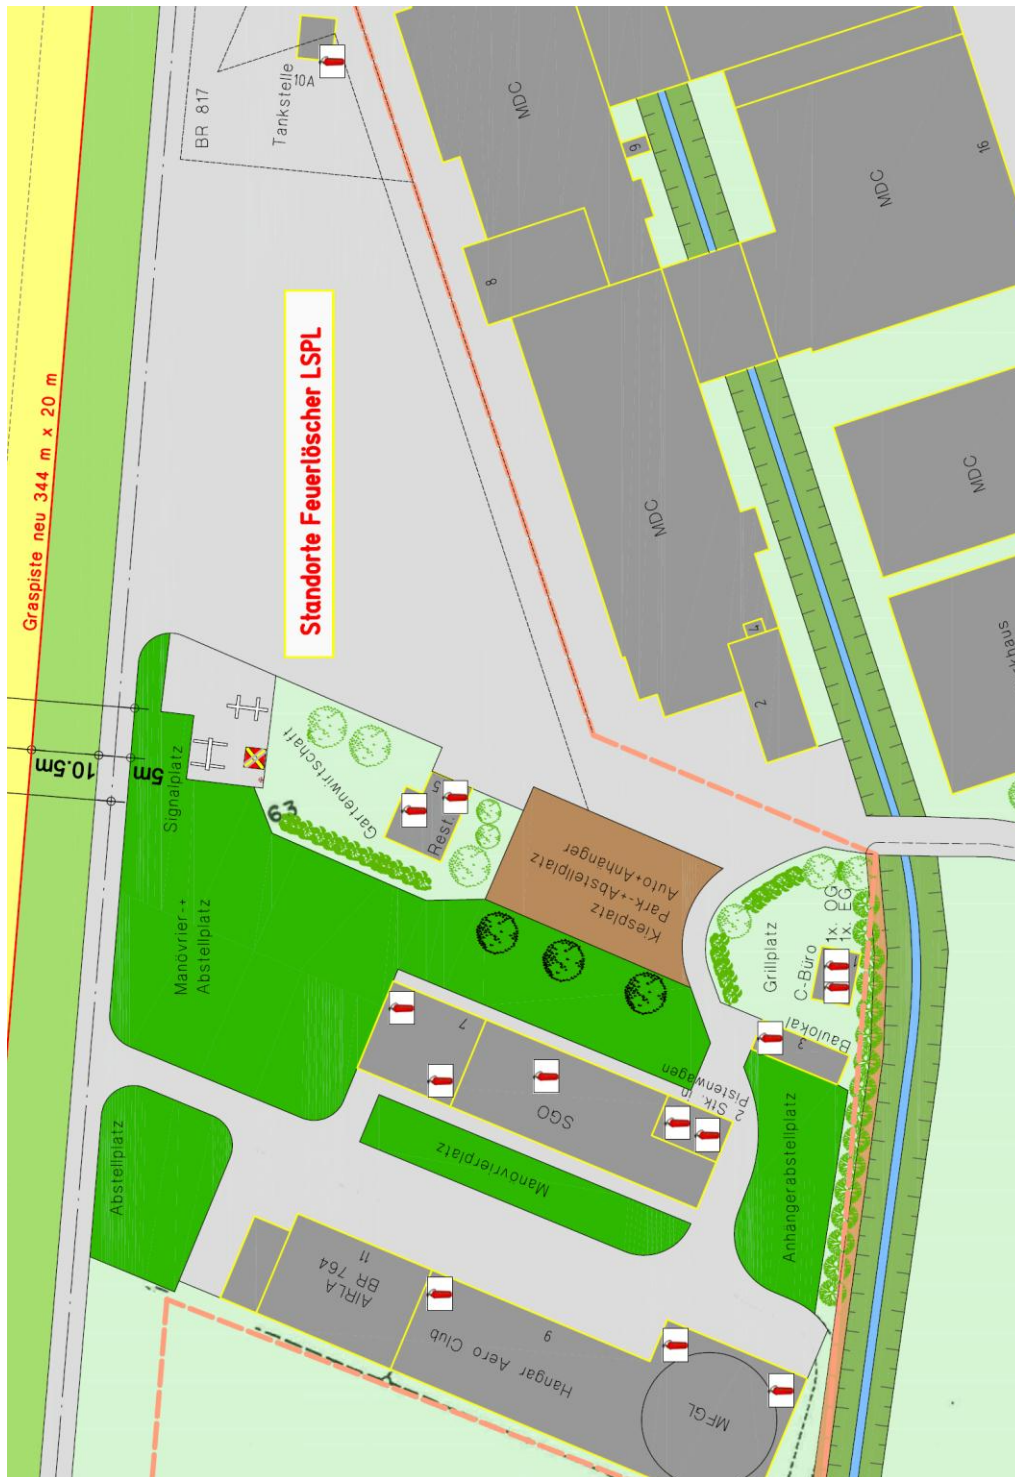 BR 817
Tankstelle
10A
MDC
9
MDC
16
8
Graspiste neu 344 m x 20 m
Standorte Feuerlöscher LSPL
MDC
MDC
2
10.5m
5m
Signalplatz
63
Gartenwirtschaft
5
Rest.
Kiesplatz
Park-+Abstellplatz
Auto+Anhänger
Manövrier-+
Abstellplatz
Grillplatz
C-Büro
1x. OG
1x. EG
Baulokal
3
7
SGO
2 Stk. in
Pistenwagen
Abstellplatz
Manövrierplatz
Anhängerabstellplatz
AIRLA
BR 764
11
Hangar Aero Club
9
MFGL